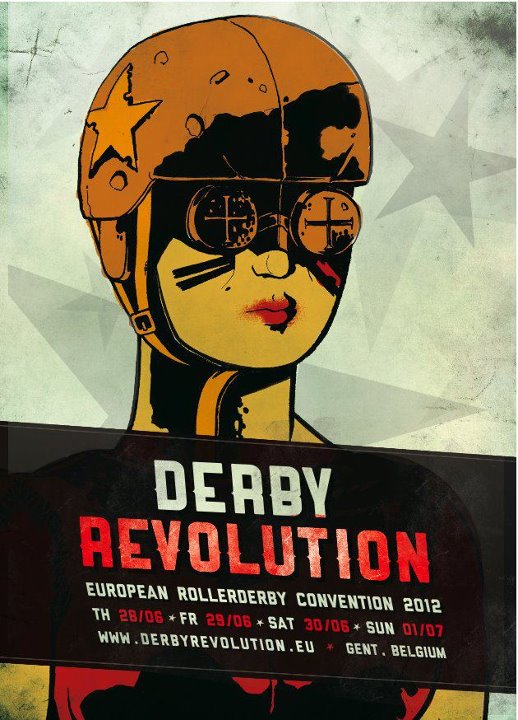 DERBY
REVOLUTION
EUROPEAN ROLLERDERBY CONVENTION 2012
TH 28/06 ★ FR 29/06 ★ SAT 30/06 ★ SUN 01/07
WWW.DERBYREVOLUTION.EU * GENT, BELGIUM